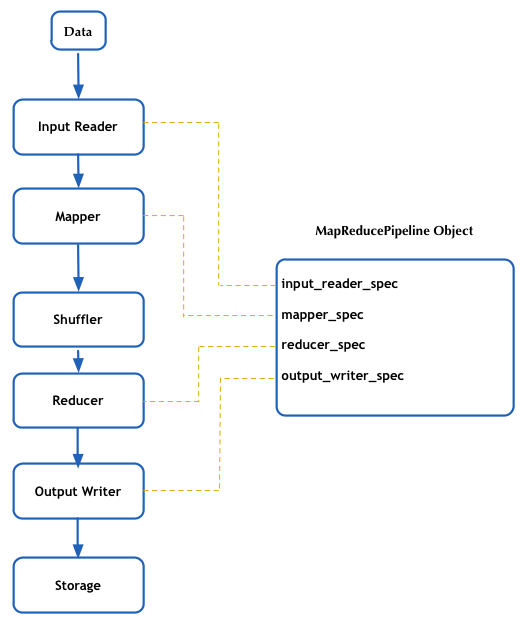 Data
Input Reader
Mapper
Shuffler
Reducer
Output Writer
Storage
MapReducePipeline Object
input_reader_spec
mapper_spec
reducer_spec
output_writer_spec